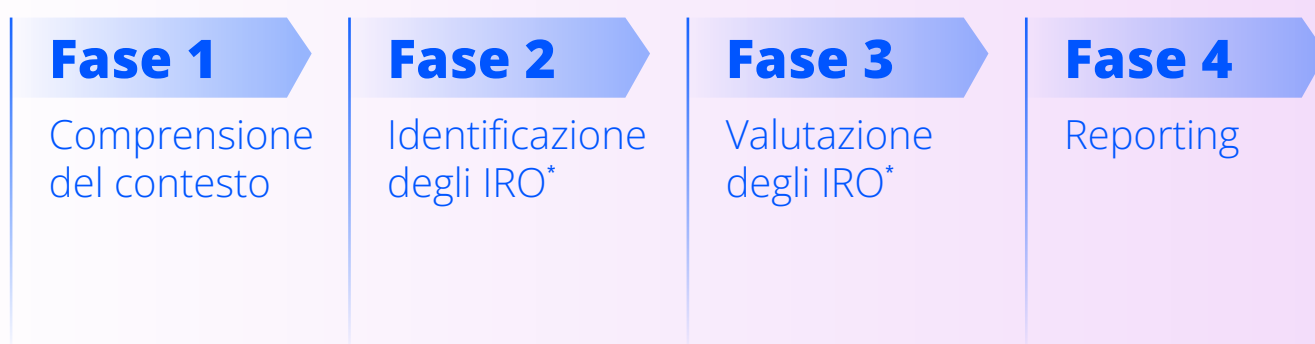 Fase 1
Comprensione
del contesto
Fase 2
Identificazione
degli IRO*
Fase 3
Valutazione
degli IRO*
Fase 4
Reporting